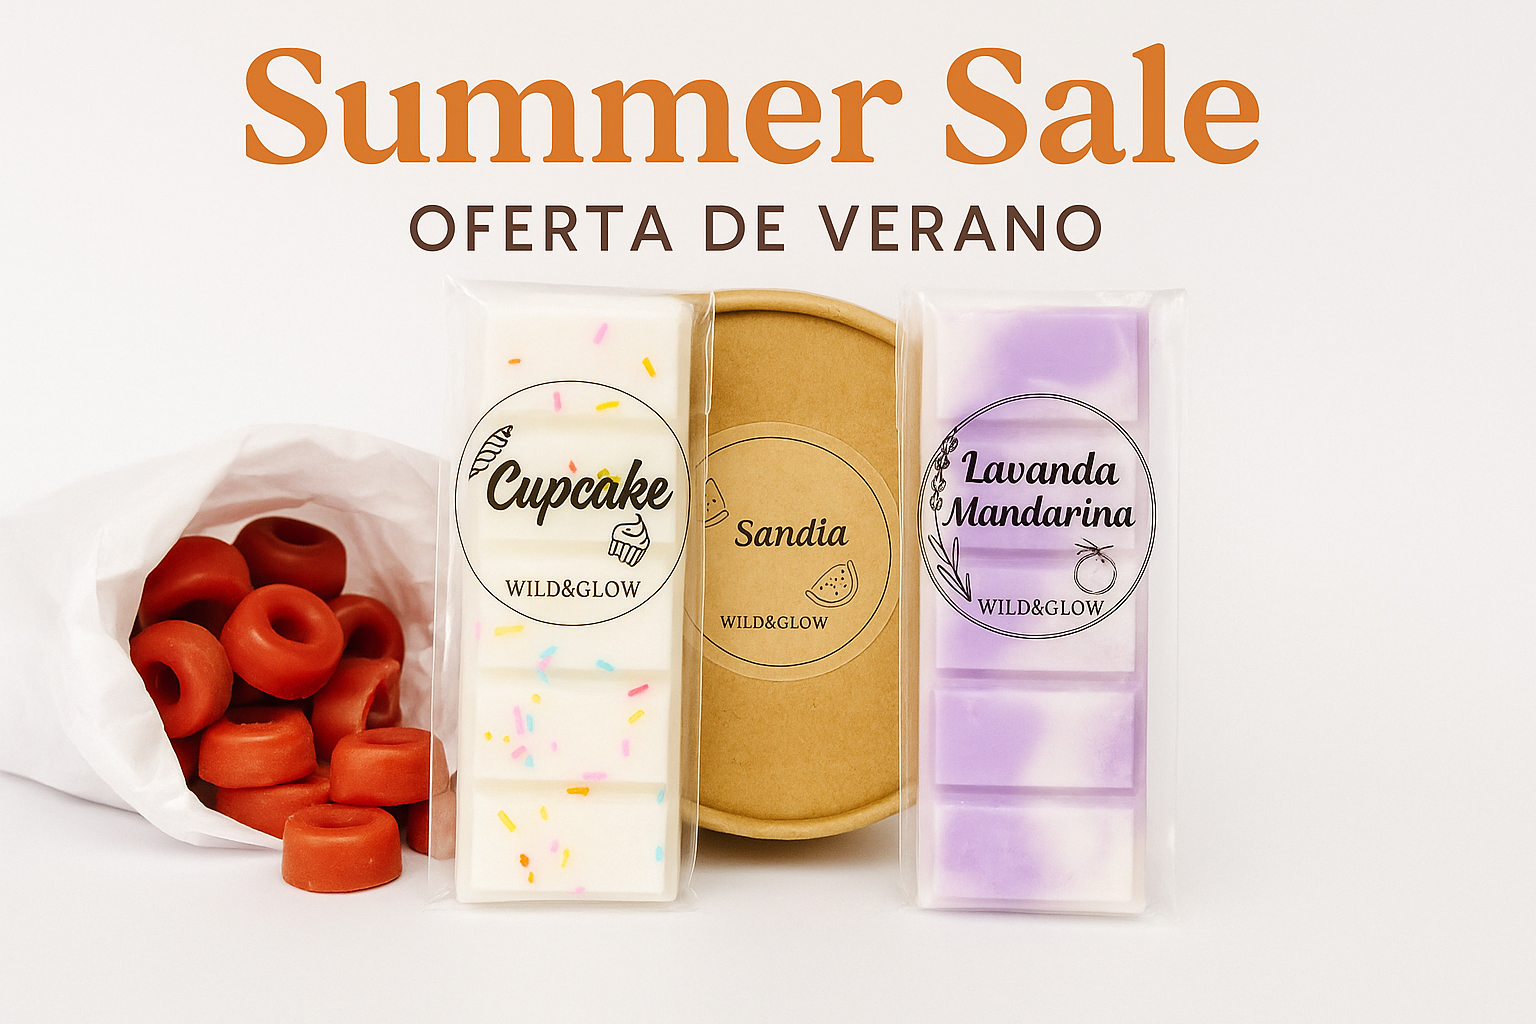 Summer Sale
OFERTA DE VERANO
Cupcake
WILD&GLOW
Sandia
WILD&GLOW
Lavanda
Mandarina
WILD&GLOW